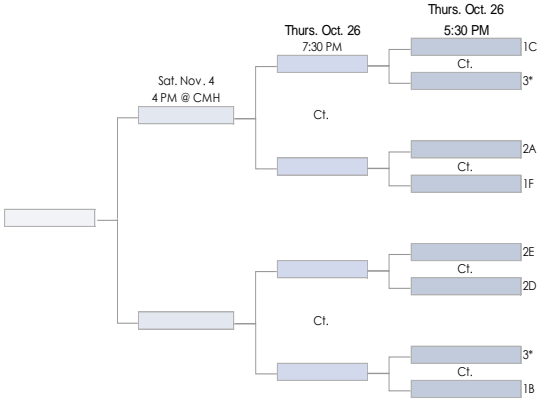 Thurs. Oct. 26
5:30 PM
Thurs. Oct. 26
7:30 PM
1C
Ct.
3*
Sat. Nov. 4
4 PM @ CMH
Ct.
2A
Ct.
1F
2E
Ct.
2D
Ct.
3*
Ct.
1B